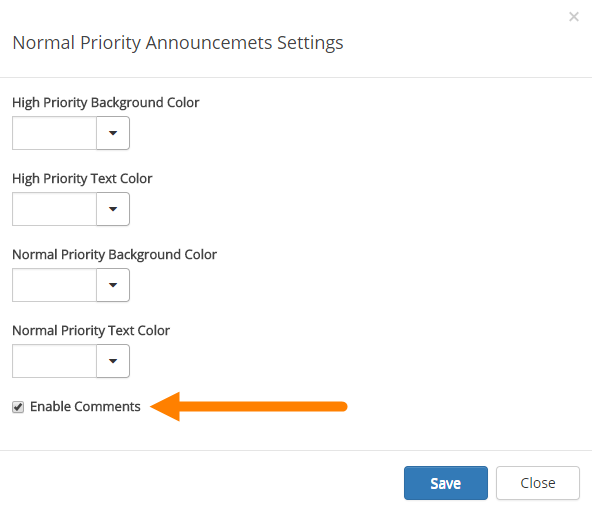 Normal Priority Announcemets Settings
High Priority Background Color
High Priority Text Color
Normal Priority Background Color
Normal Priority Text Color
Enable Comments
Save Close